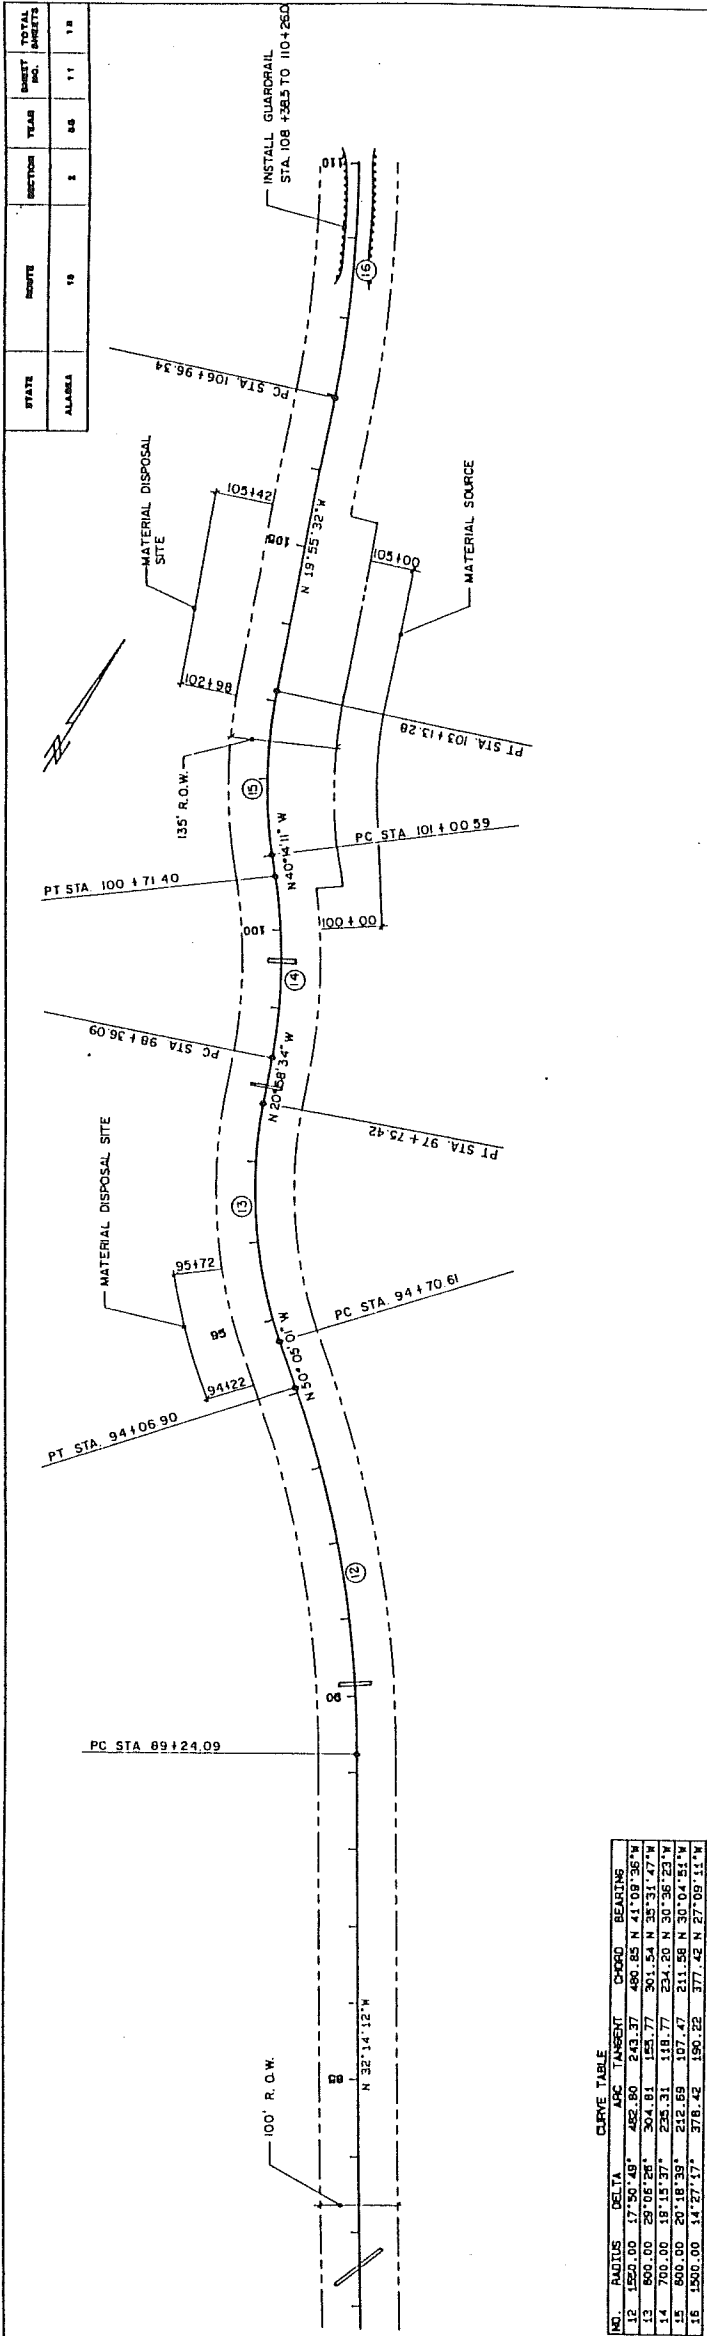 STATE ROUTE SECTION YEAR SHEET NO. TOTAL SHEETS
ALASKA 2 11 18
INSTALL GUARDRAIL
STA. 108 +38.5 TO 110+26.0
110
16
PC STA. 106+96.34
MATERIAL DISPOSAL
SITE
105+42
105
N 19°55'32" W
105+00
MATERIAL SOURCE
102+98
PT STA. 103+13.28
135' R.O.W.
15
PC STA 101+00.59
N 40°14'11" W
PT STA. 100+71.40
100
100+00
14
PC STA 98+36.09
N 20°58'34" W
PT STA. 97+75.42
MATERIAL DISPOSAL SITE
13
95+72
95
94+22
PC STA. 94+70.61
N 50°05'01" W
PT STA. 94+06.90
12
90
PC STA 89+24.09
N 32°14'12" W
85
100' R.O.W.
CURVE TABLE
NO. RADIUS DELTA ARC TANGENT CHORD BEARING
12 1550.00 17°50'49" 482.80 243.37 480.85 N 41°09'36"W
13 600.00 29°06'26" 304.81 155.77 301.54 N 35°31'47"W
14 700.00 19°15'37" 235.31 118.77 234.20 N 30°36'23"W
15 600.00 20°18'39" 212.69 107.47 211.58 N 30°04'51"W
16 1500.00 14°27'17" 378.42 190.22 377.42 N 27°09'11"W